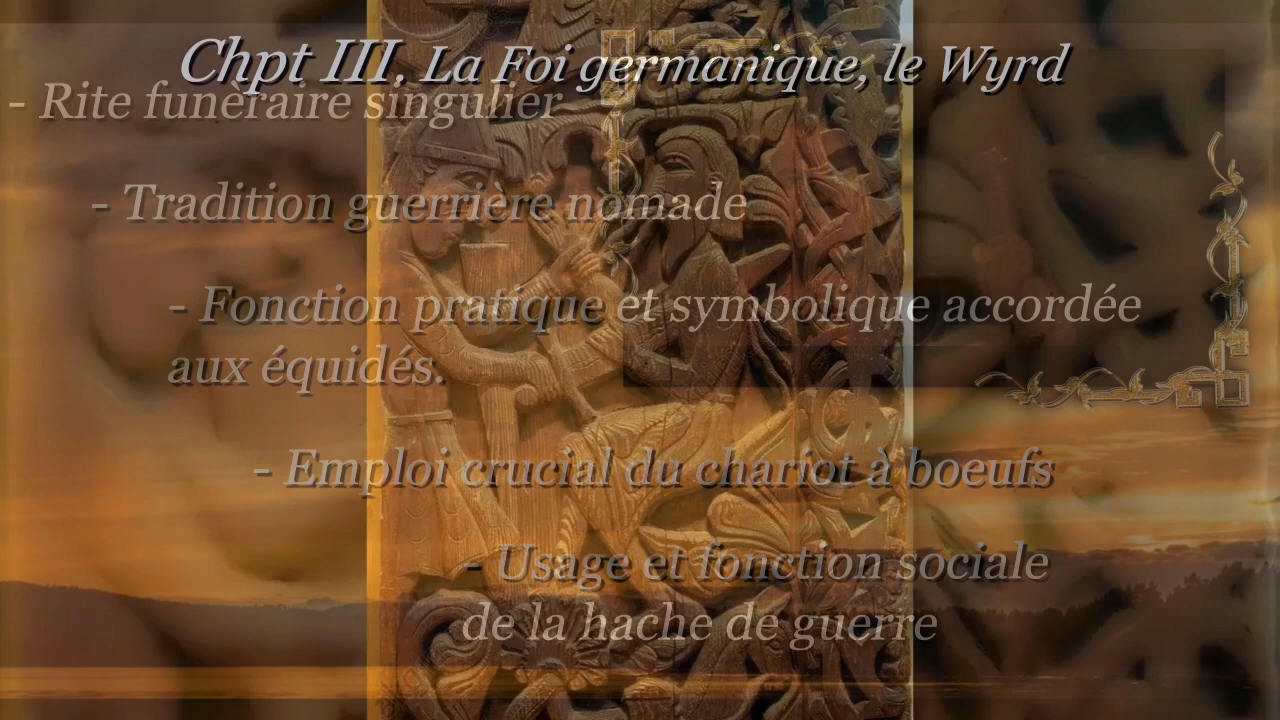 Chpt III. La Foi germanique, le Wyrd
- Rite funèraire singulier
- Tradition guerrière nomade
- Fonction pratique et symbolique accordée
aux équidés.
- Emploi crucial du chariot à boeufs
- Usage et fonction sociale
de la hache de guerre